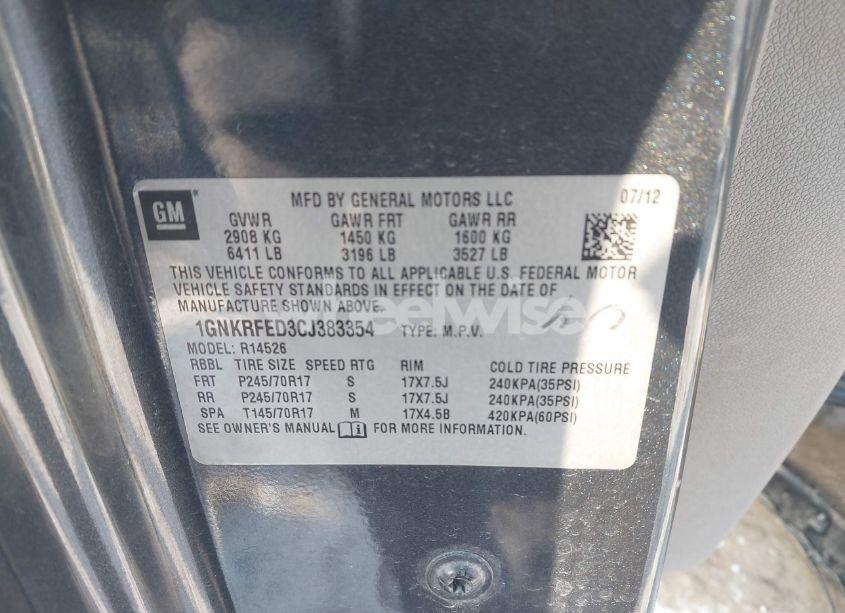 GM
MFD BY GENERAL MOTORS LLC 07/12
GVWR GAWR FRT GAWR RR
2908 KG 1450 KG 1600 KG
6411 LB 3196 LB 3527 LB
THIS VEHICLE CONFORMS TO ALL APPLICABLE U.S. FEDERAL MOTOR
VEHICLE SAFETY STANDARDS IN EFFECT ON THE DATE OF
MANUFACTURE SHOWN ABOVE.
1GNKRFED3CJ383354 TYPE: M.P.V.
wheelwise
MODEL: R14526
RBBL TIRE SIZE SPEED RTG RIM COLD TIRE PRESSURE
FRT P245/70R17 S 17X7.5J 240KPA(35PSI)
RR P245/70R17 S 17X7.5J 240KPA(35PSI)
SPA T145/70R17 M 17X4.5B 420KPA(60PSI)
SEE OWNER'S MANUAL FOR MORE INFORMATION.